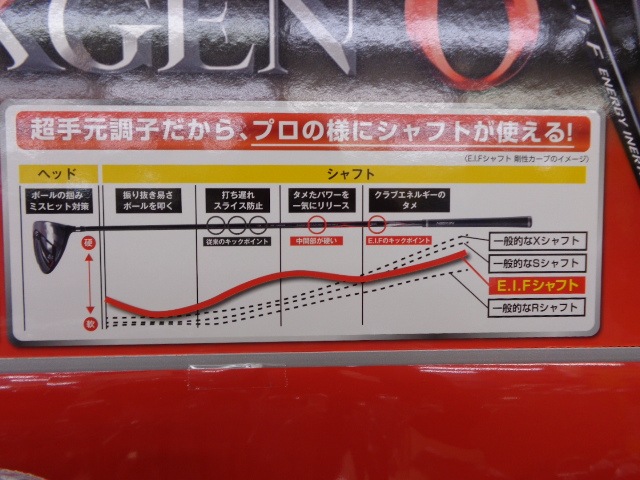 XGEN O
F ENERGY INE
超手元調子だから、プロの様にシャフトが使える!
〈E.I.Fシャフト 剛性カーブのイメージ〉
ヘッド
シャフト
ボールの掴み
ミスヒット対策
振り抜き易さ
ボールを叩く
打ち遅れ
スライス防止
タメたパワーを
一気にリリース
クラブエネルギーの
タメ
従来のキックポイント
中間部が硬い
E.I.Fのキックポイント
硬
軟
一般的なXシャフト
一般的なSシャフト
E.I.Fシャフト
一般的なRシャフト